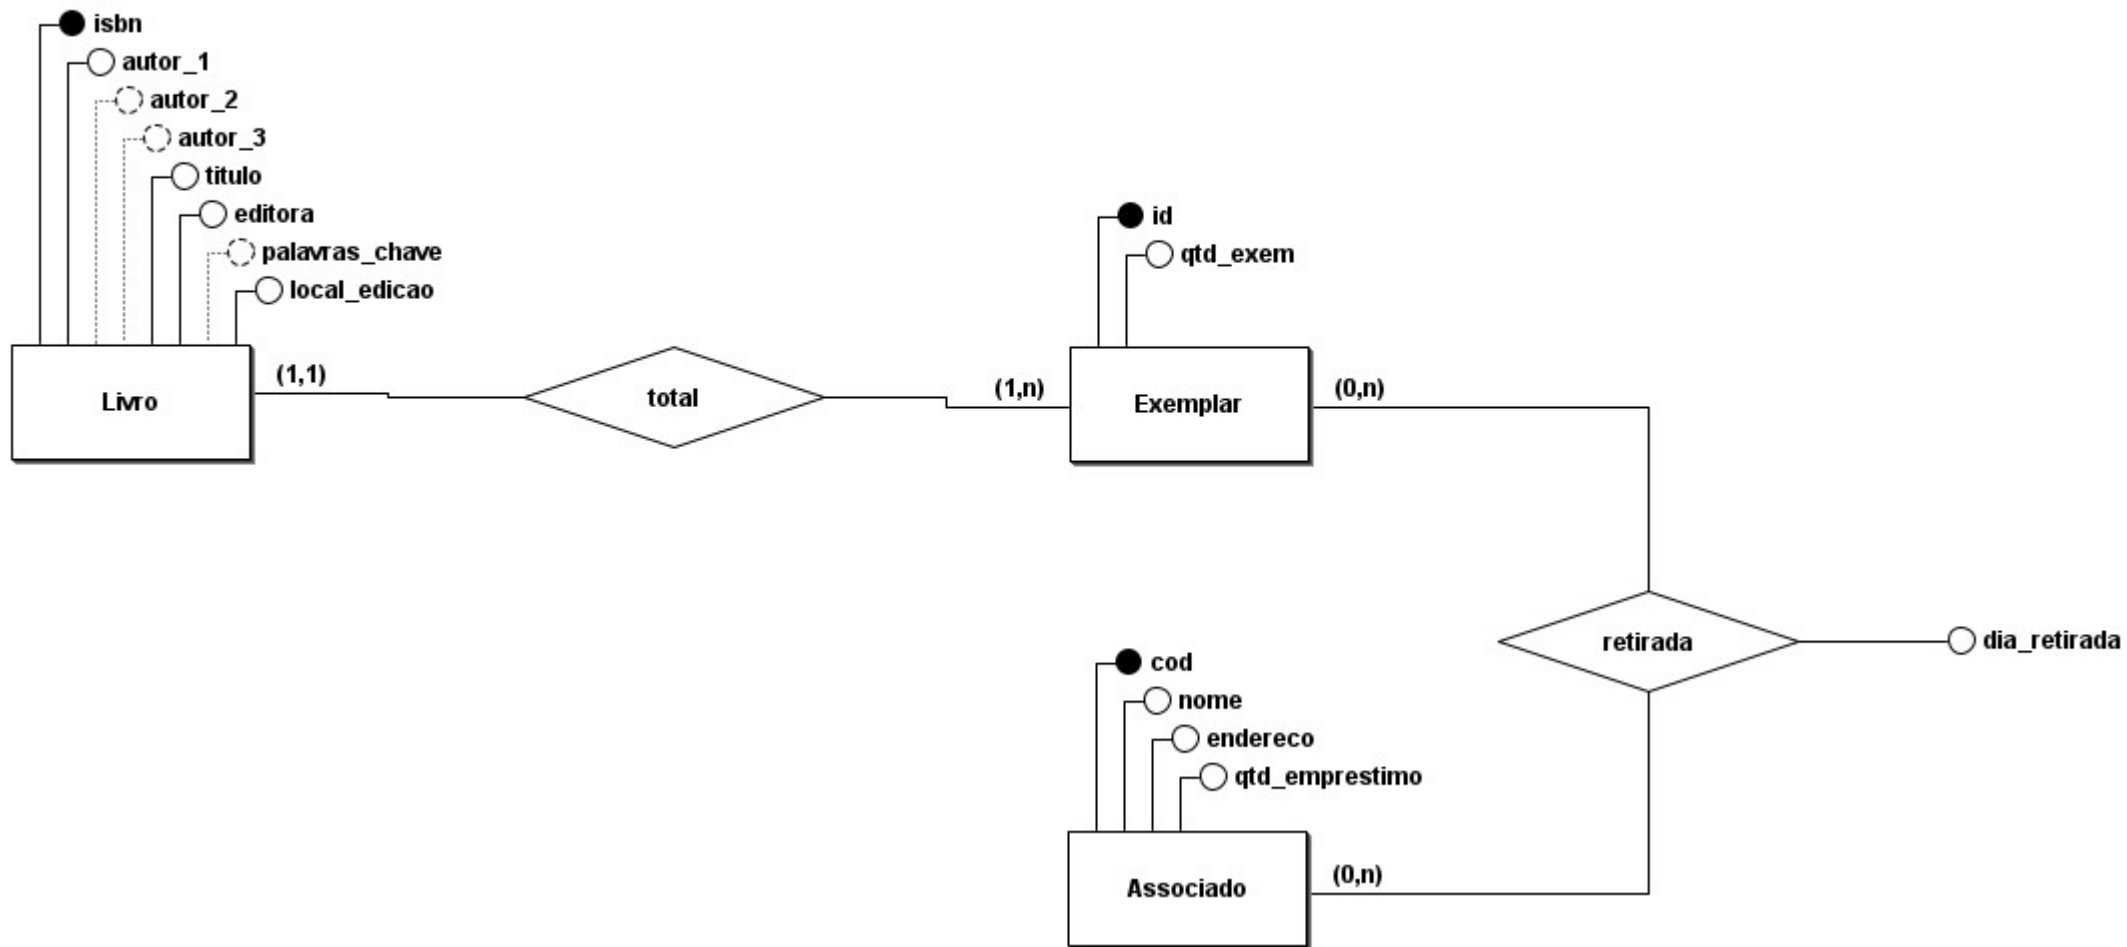 isbn
autor_1
autor_2
autor_3
titulo
editora
palavras_chave
local_edicao
Livro
(1,1)
total
(1,n)
id
qtd_exem
Exemplar
(0,n)
retirada
dia_retirada
cod
nome
endereco
qtd_emprestimo
Associado
(0,n)